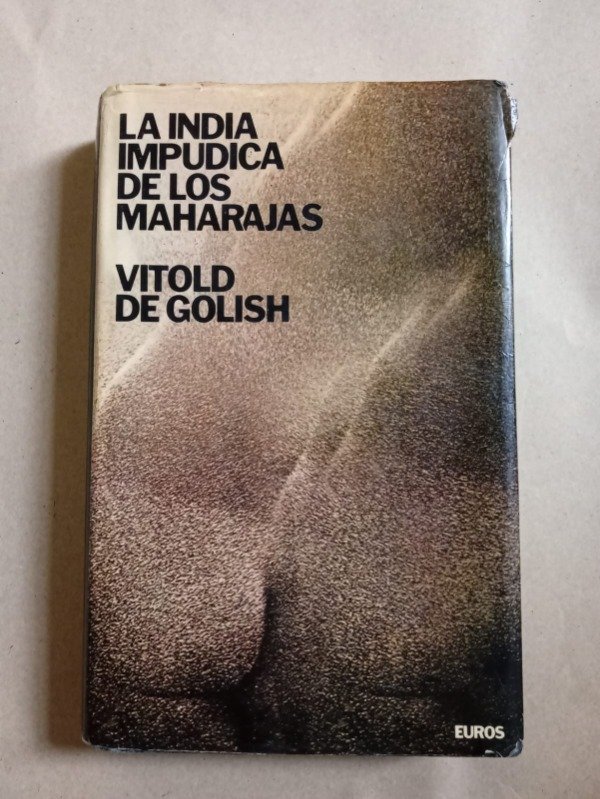 LA INDIA
IMPUDICA
DE LOS
MAHARAJAS
VITOLD
DE GOLISH
EUROS